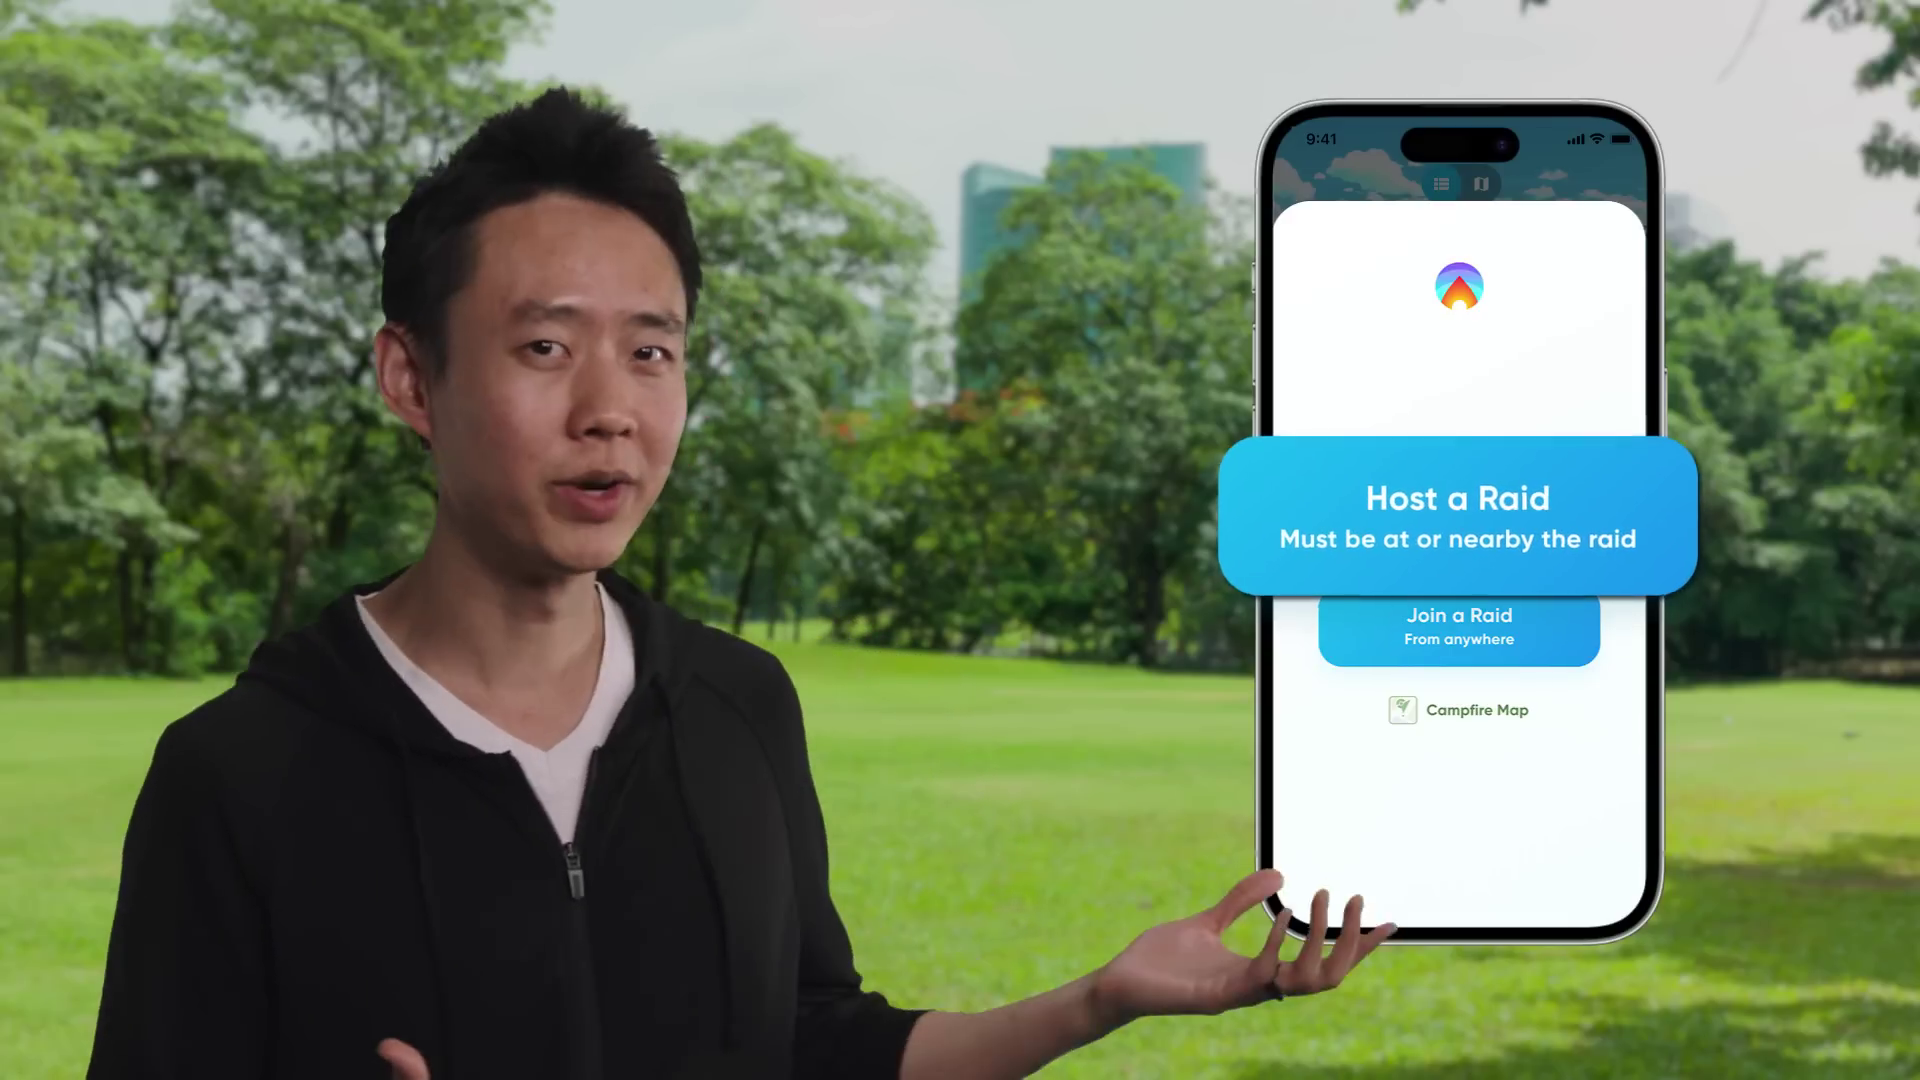 9:41
Host a Raid
Must be at or nearby the raid
Join a Raid
From anywhere
Campfire Map